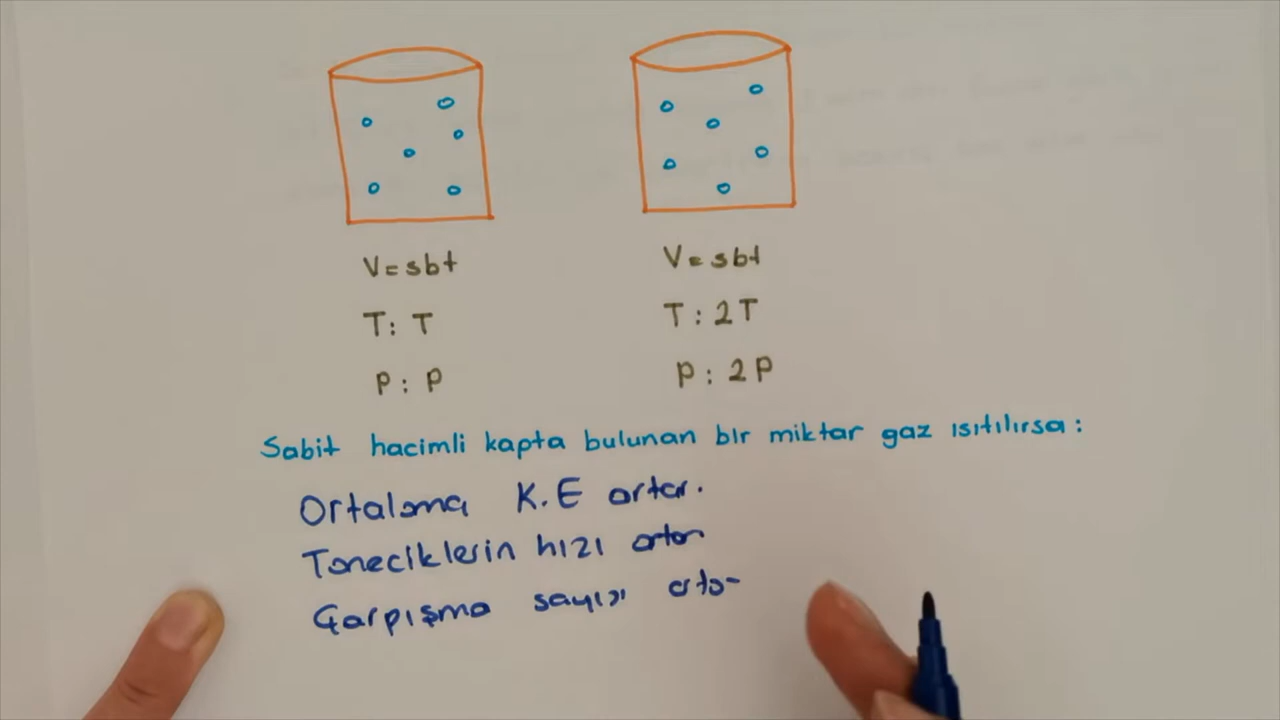 V=sbt
T: T
P: P
V=sbt
T: 2T
P: 2P
Sabit hacimli kapta bulunan bir miktar gaz ısıtılırsa:
Ortalama K.E artar.
Taneciklerin hızı artar
Çarpışma sayısı artar